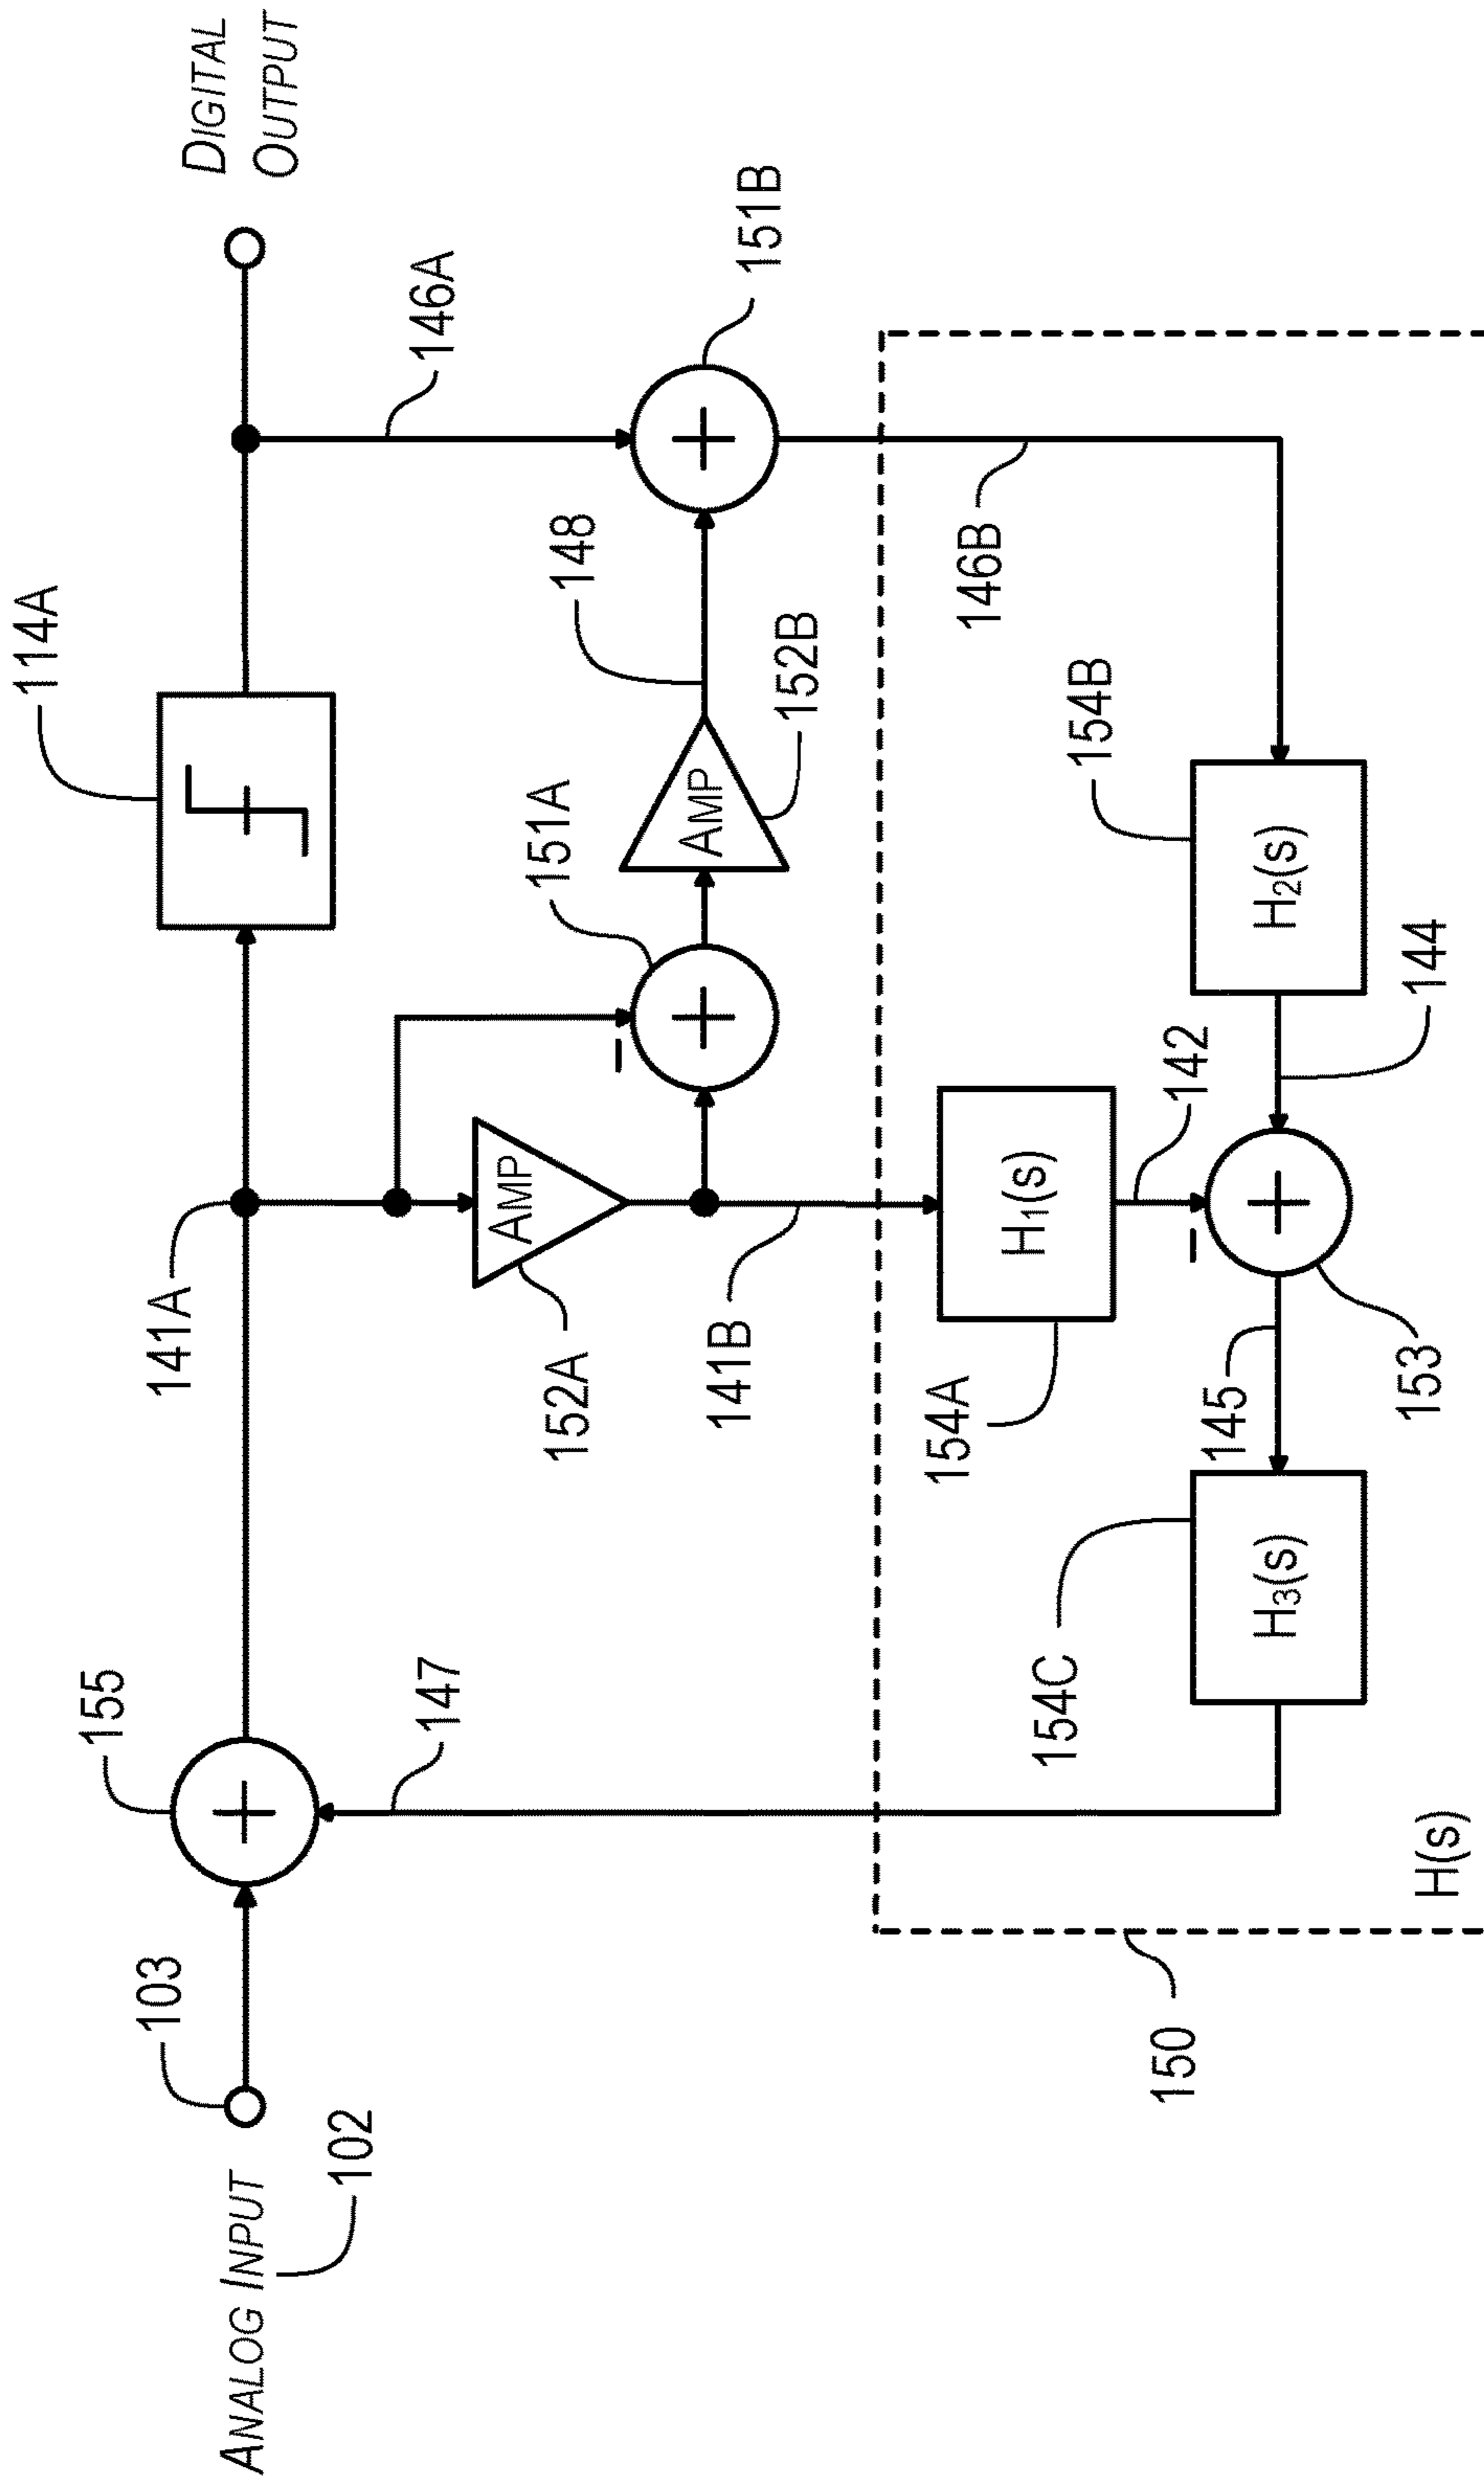 DIGITAL
OUTPUT
114A
146A
148
151B
AMP
152B
151A
141A
AMP
152A
141B
155
147
103
ANALOG INPUT
102
146B
154B
H₂(s)
144
H₁(s)
142
154A
153
145
154C
H₃(s)
150
H(s)